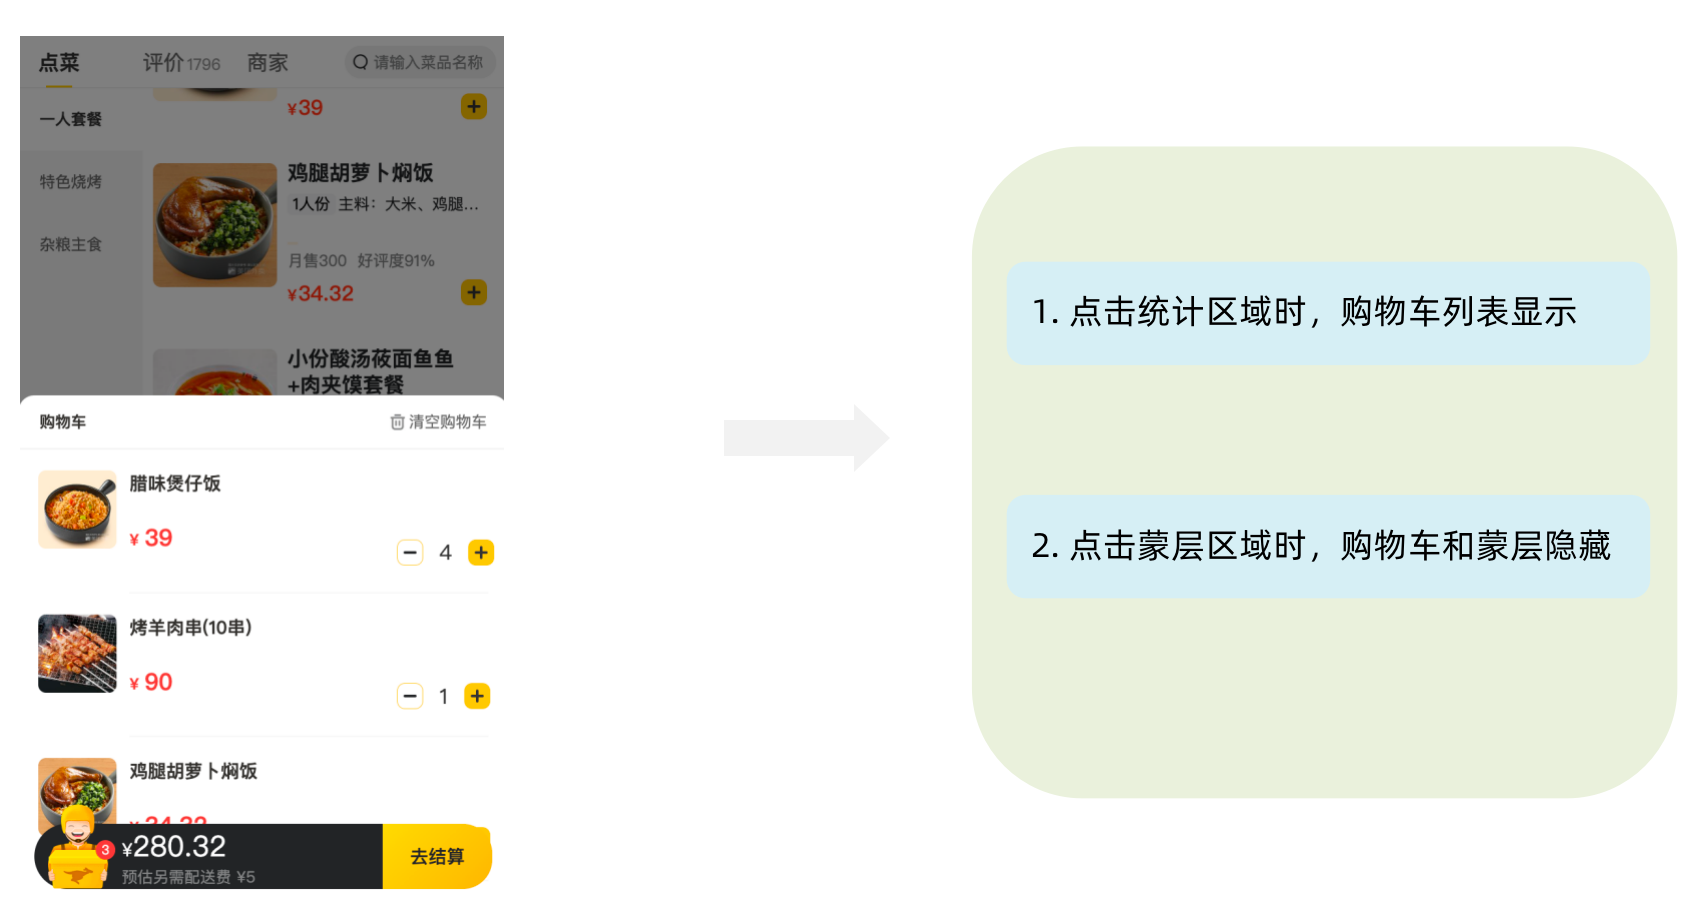 点菜
评价1796
商家
请输入菜品名称
一人套餐
¥39
特色烧烤
杂粮主食
鸡腿胡萝卜焖饭
1人份 主料：大米、鸡腿...
月售300 好评度91%
¥34.32
小份酸汤莜面鱼鱼
+肉夹馍套餐
购物车
清空购物车
腊味煲仔饭
¥ 39
4
烤羊肉串(10串)
¥ 90
1
鸡腿胡萝卜焖饭
¥ 34.32
3
¥280.32
预估另需配送费 ¥5
去结算
1. 点击统计区域时，购物车列表显示
2. 点击蒙层区域时，购物车和蒙层隐藏